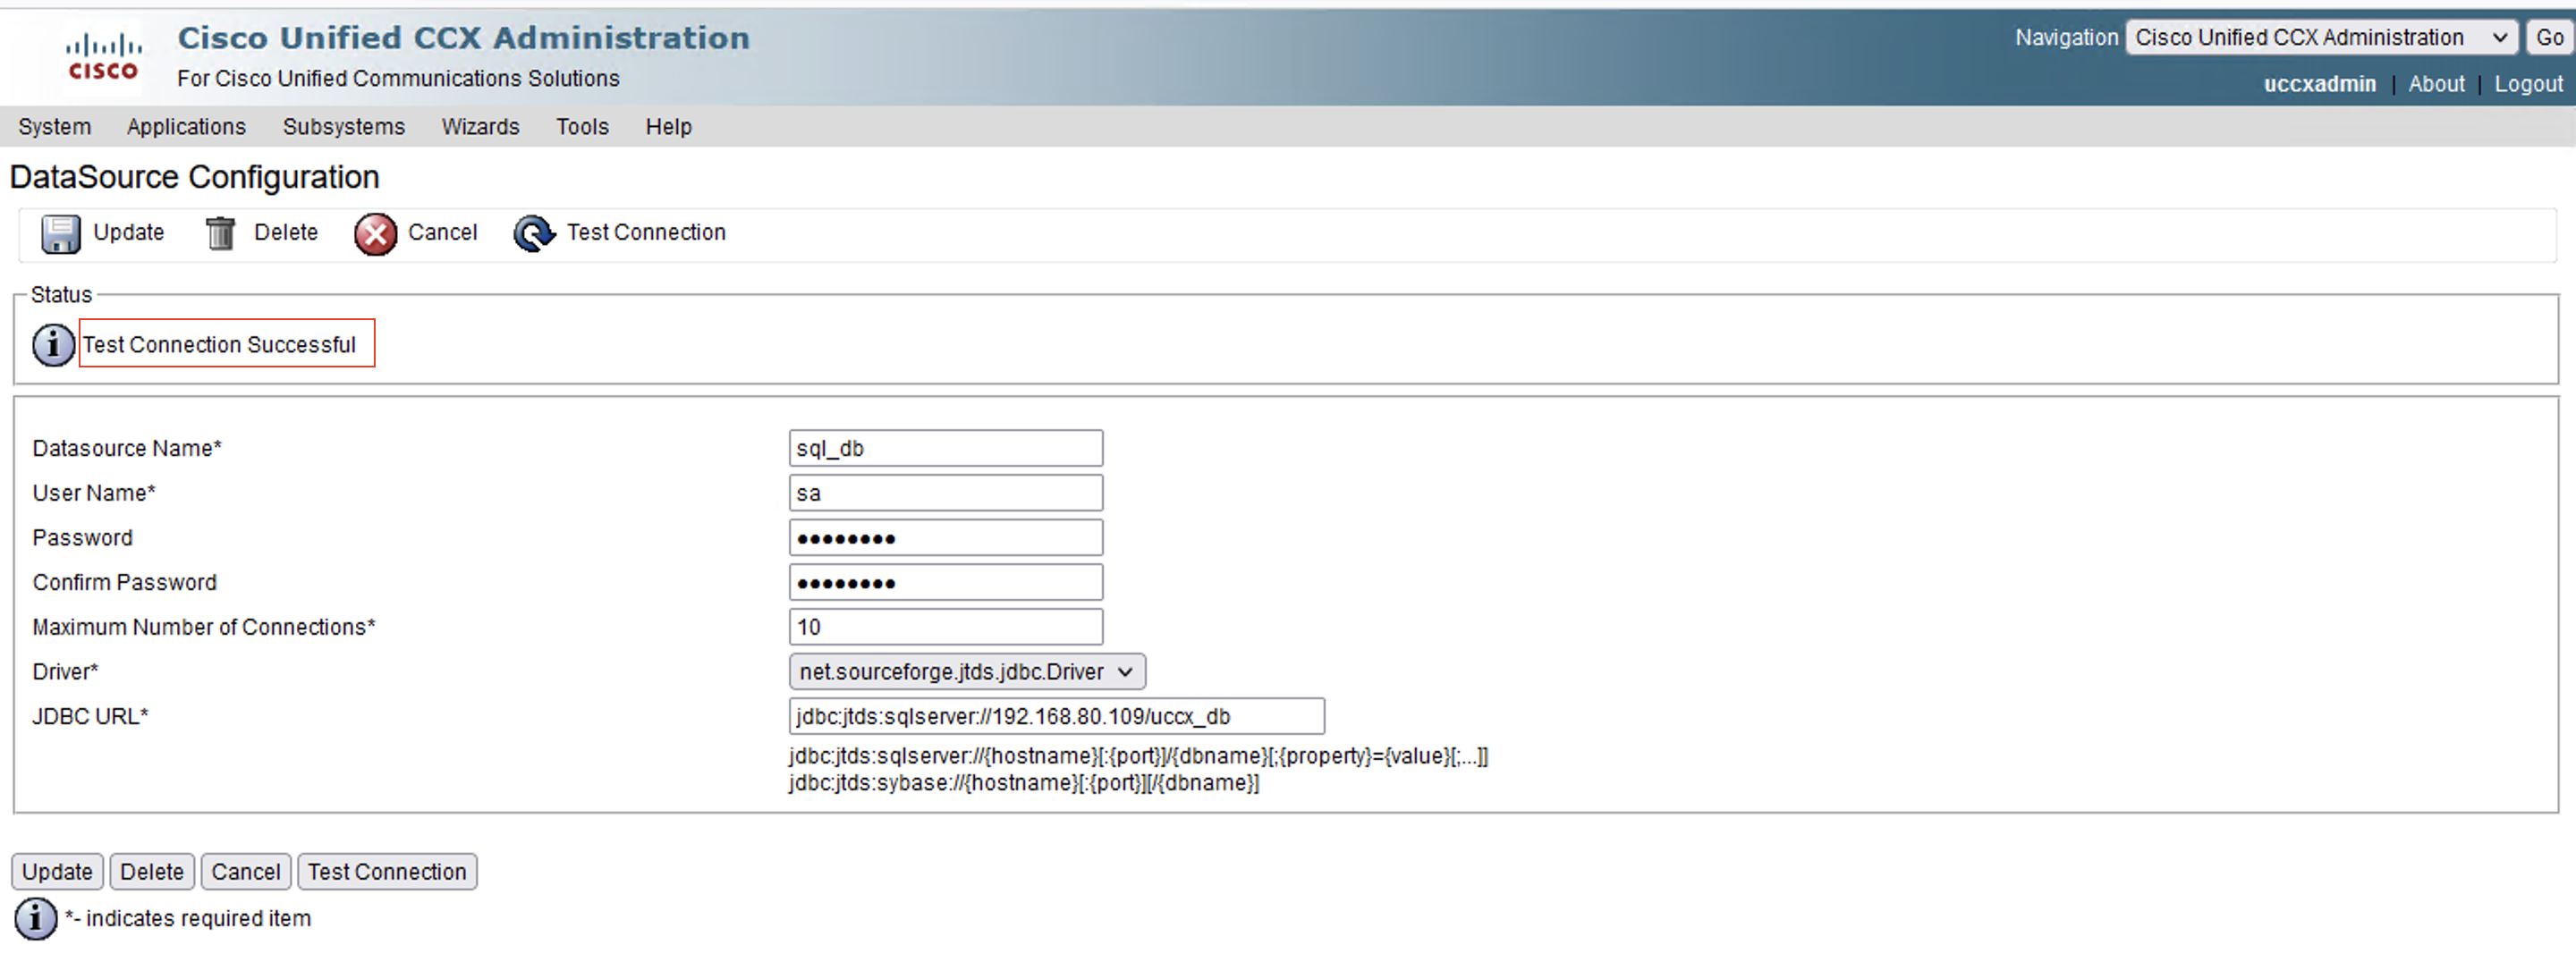 Cisco Unified CCX Administration
Navigation Cisco Unified CCX Administration Go
CISCO
For Cisco Unified Communications Solutions
uccxadmin | About | Logout
System Applications Subsystems Wizards Tools Help
DataSource Configuration
Update Delete Cancel Test Connection
Status
Test Connection Successful
Datasource Name* sql_db
User Name* sa
Password ••••••••
Confirm Password ••••••••
Maximum Number of Connections* 10
Driver* net.sourceforge.jtds.jdbc.Driver
JDBC URL* jdbc:jtds:sqlserver://192.168.80.109/uccx_db
jdbc:jtds:sqlserver://{hostname}[:{port}]/{dbname}[;{property}={value}[;...]]
jdbc:jtds:sybase://{hostname}[:{port}][/{dbname}]
Update Delete Cancel Test Connection
*- indicates required item